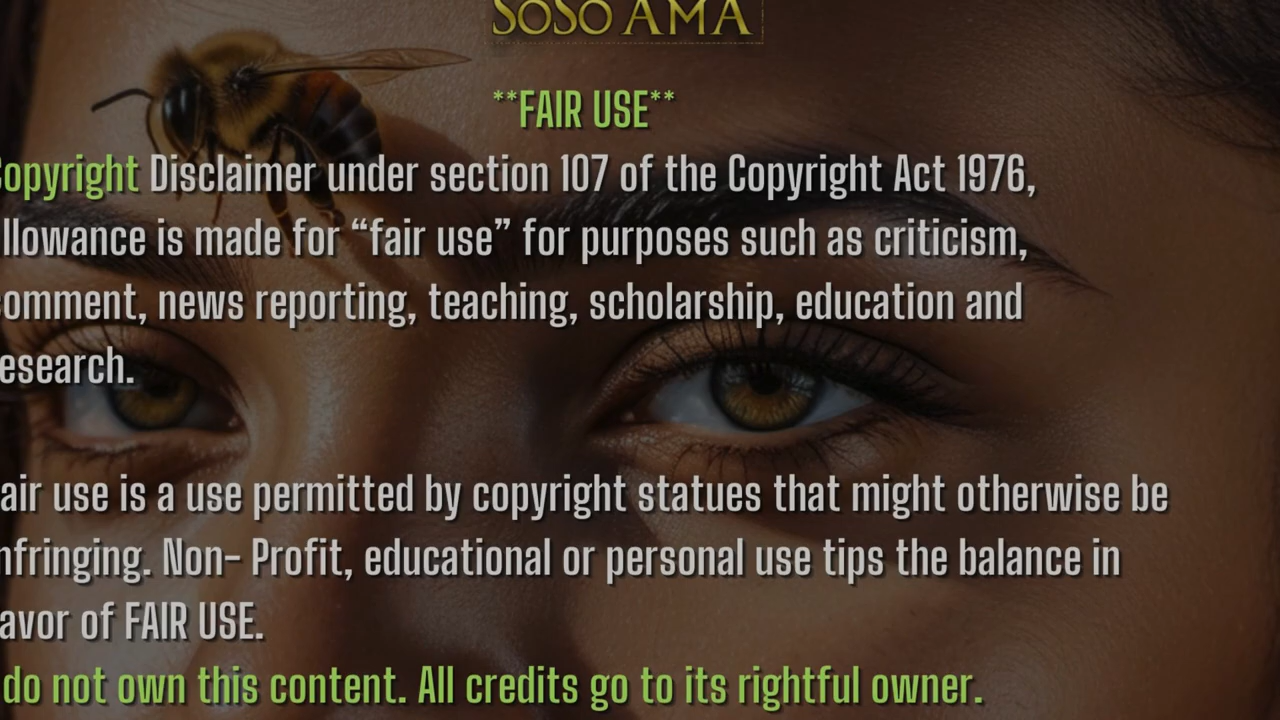 SOSO AMA
**FAIR USE**
Copyright Disclaimer under section 107 of the Copyright Act 1976,
llowance is made for “fair use” for purposes such as criticism,
comment, news reporting, teaching, scholarship, education and
esearch.
air use is a use permitted by copyright statues that might otherwise be
nfringing. Non- Profit, educational or personal use tips the balance in
avor of FAIR USE.
do not own this content. All credits go to its rightful owner.